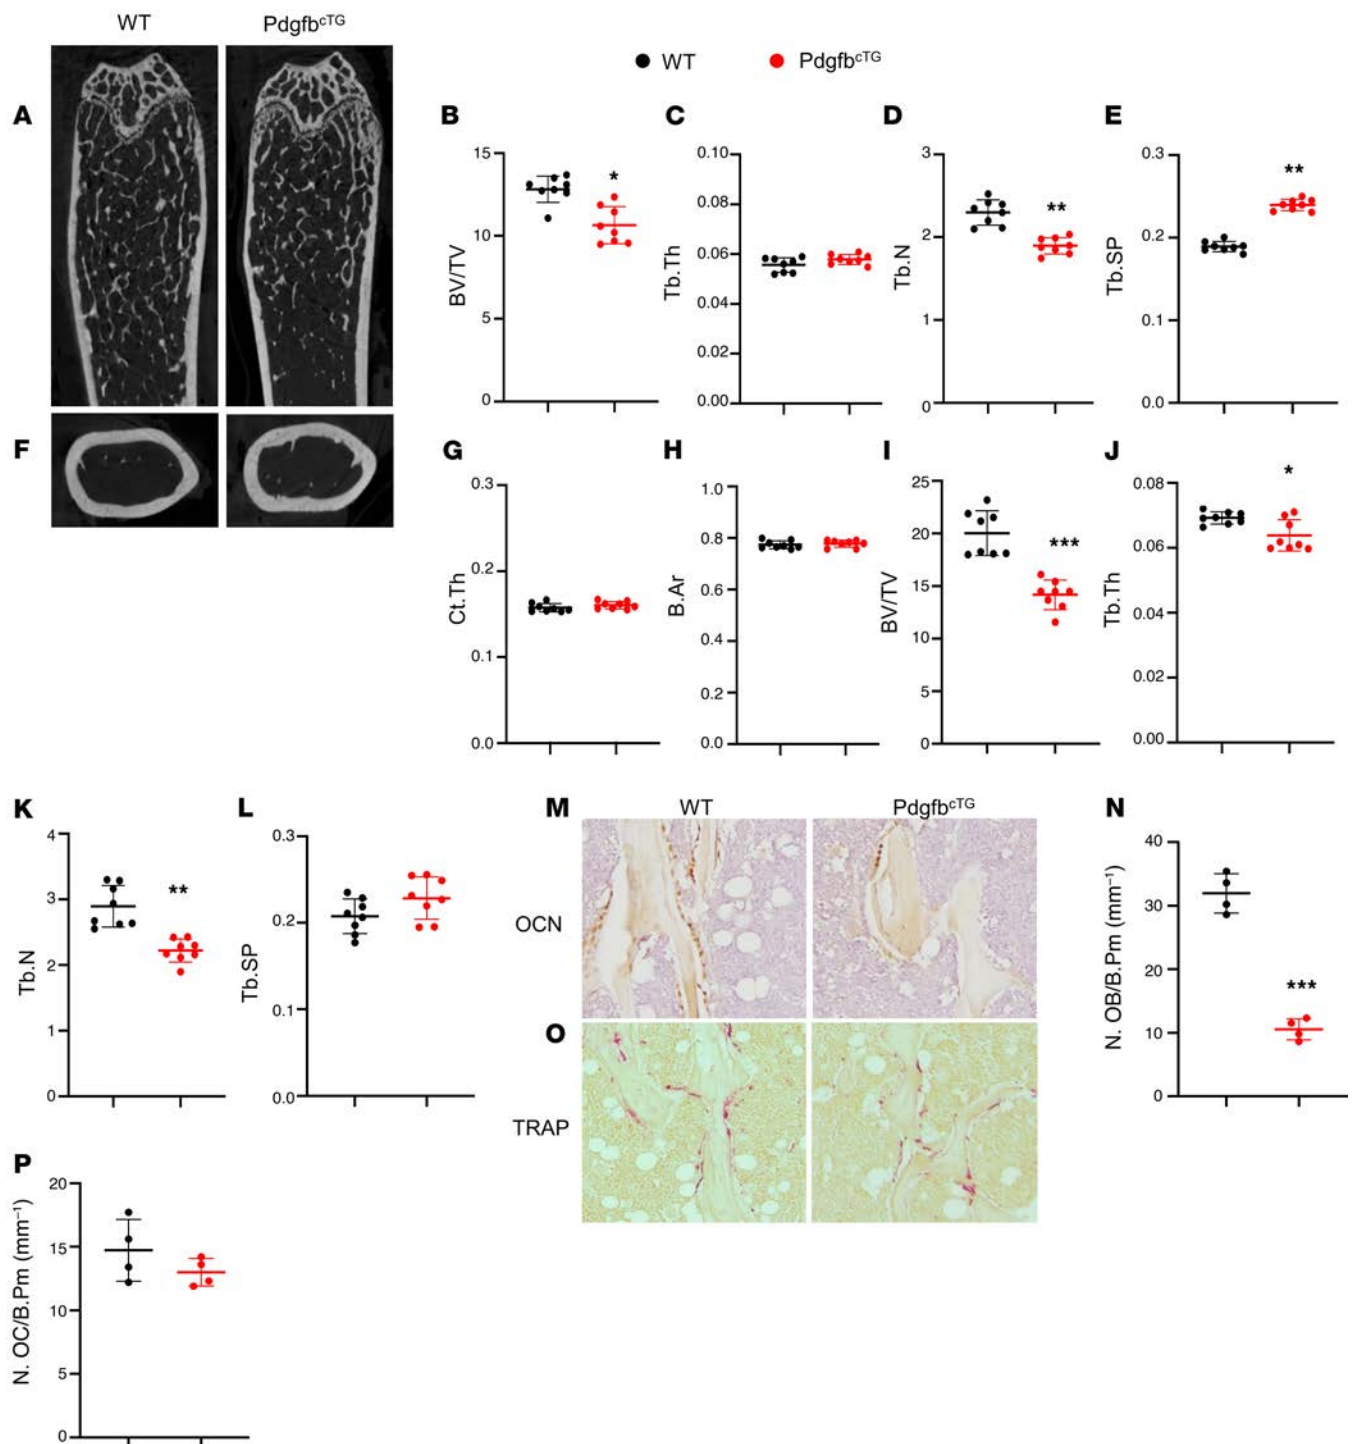 WT
PdgfbcTG
WT
PdgfbcTG
A
B
BV/TV
15
10
5
0
*
C
Tb.Th
0.10
0.08
0.06
0.04
0.02
0.00
D
Tb.N
3
2
1
0
**
E
Tb.SP
0.3
0.2
0.1
0.0
**
F
G
Ct.Th
0.3
0.2
0.1
0.0
H
B.Ar
1.0
0.8
0.6
0.4
0.2
0.0
I
BV/TV
25
20
15
10
5
0
***
J
Tb.Th
0.08
0.06
0.04
0.02
0.00
*
K
Tb.N
4
3
2
1
0
**
L
Tb.SP
0.3
0.2
0.1
0.0
M
WT
PdgfbcTG
OCN
N
N. OB/B.Pm (mm⁻¹)
40
30
20
10
0
***
O
TRAP
P
N. OC/B.Pm (mm⁻¹)
20
15
10
5
0